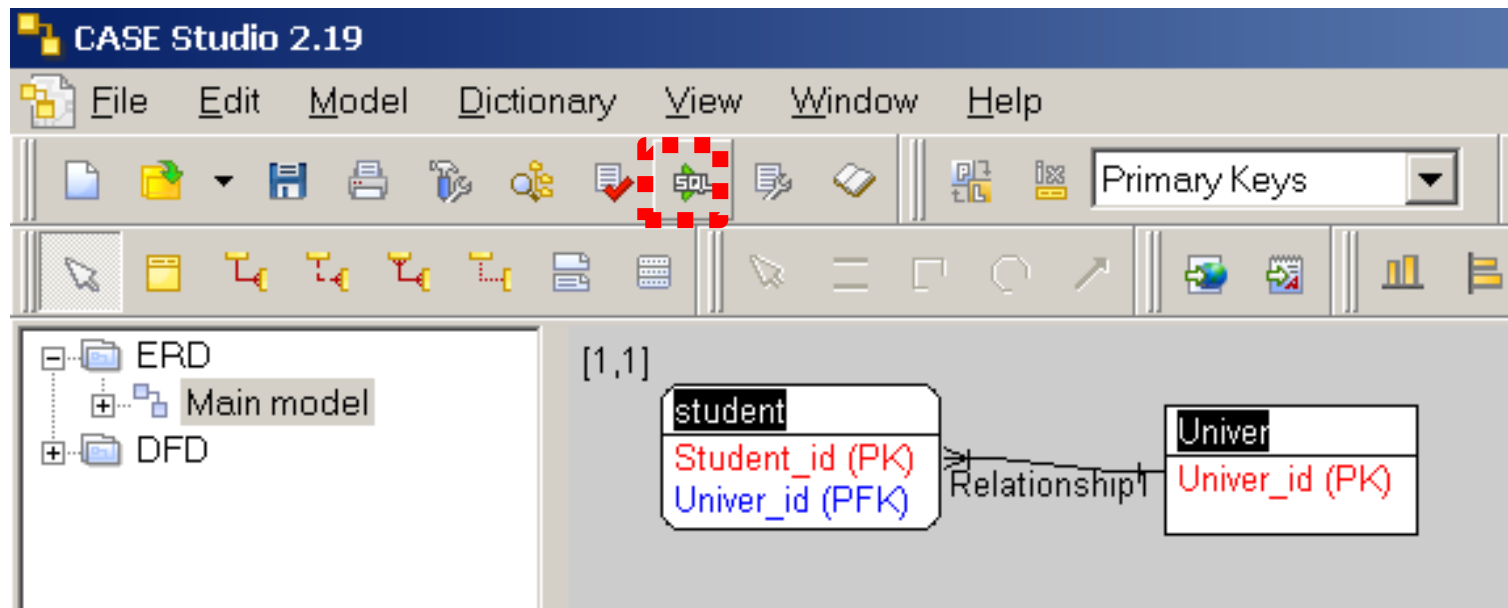 CASE Studio 2.19
File Edit Model Dictionary View Window Help
SQL Primary Keys
ERD
Main model
DFD
[1,1]
student
Student_id (PK)
Univer_id (PFK)
Relationship1
Univer
Univer_id (PK)